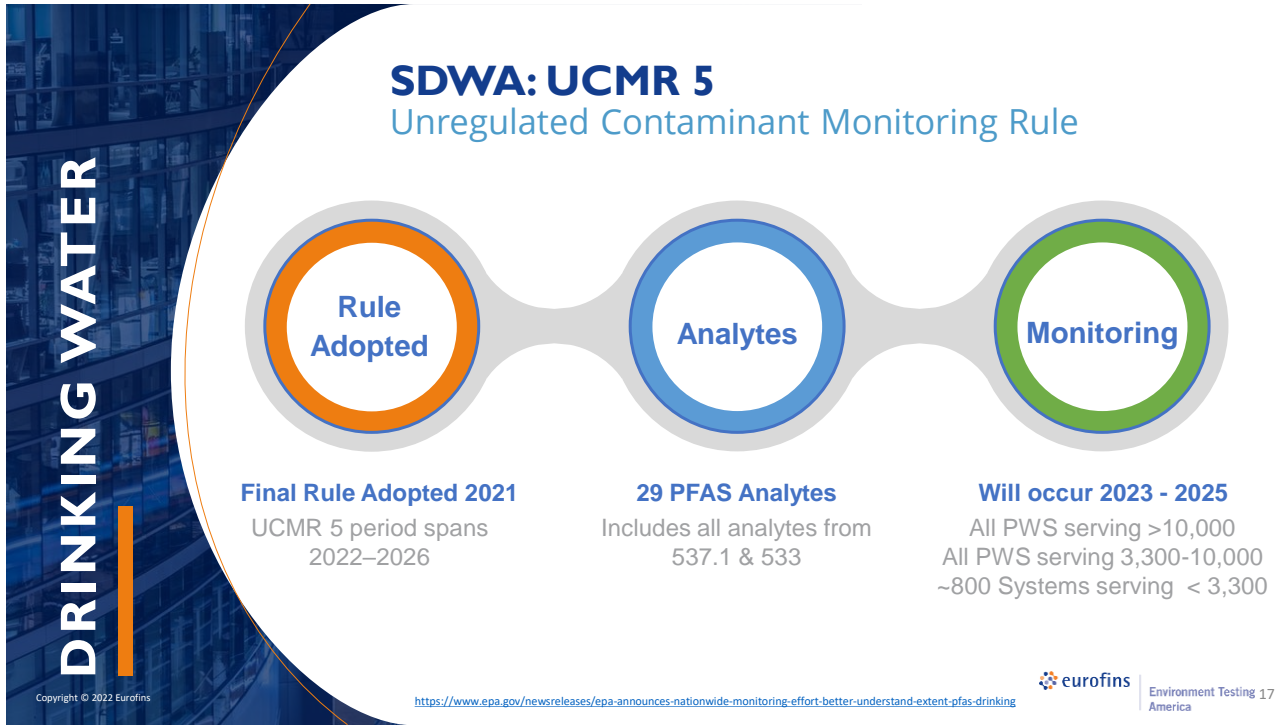 DRINKING WATER
SDWA: UCMR 5
Unregulated Contaminant Monitoring Rule
Rule
Adopted
Analytes
Monitoring
Final Rule Adopted 2021
UCMR 5 period spans
2022–2026
29 PFAS Analytes
Includes all analytes from
537.1 & 533
Will occur 2023 - 2025
All PWS serving >10,000
All PWS serving 3,300-10,000
~800 Systems serving < 3,300
Copyright © 2022 Eurofins
https://www.epa.gov/newsreleases/epa-announces-nationwide-monitoring-effort-better-understand-extent-pfas-drinking
eurofins
Environment Testing
America
17